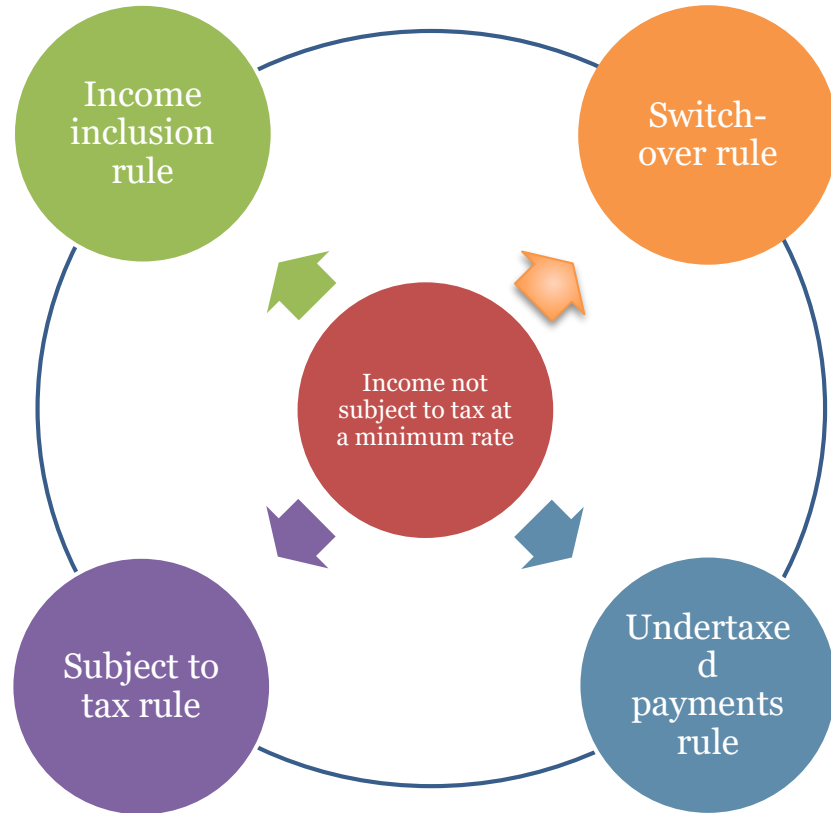 Income
inclusion
rule
Switch-
over rule
Income not
subject to tax at
a minimum rate
Subject to
tax rule
Undertaxe
d
payments
rule